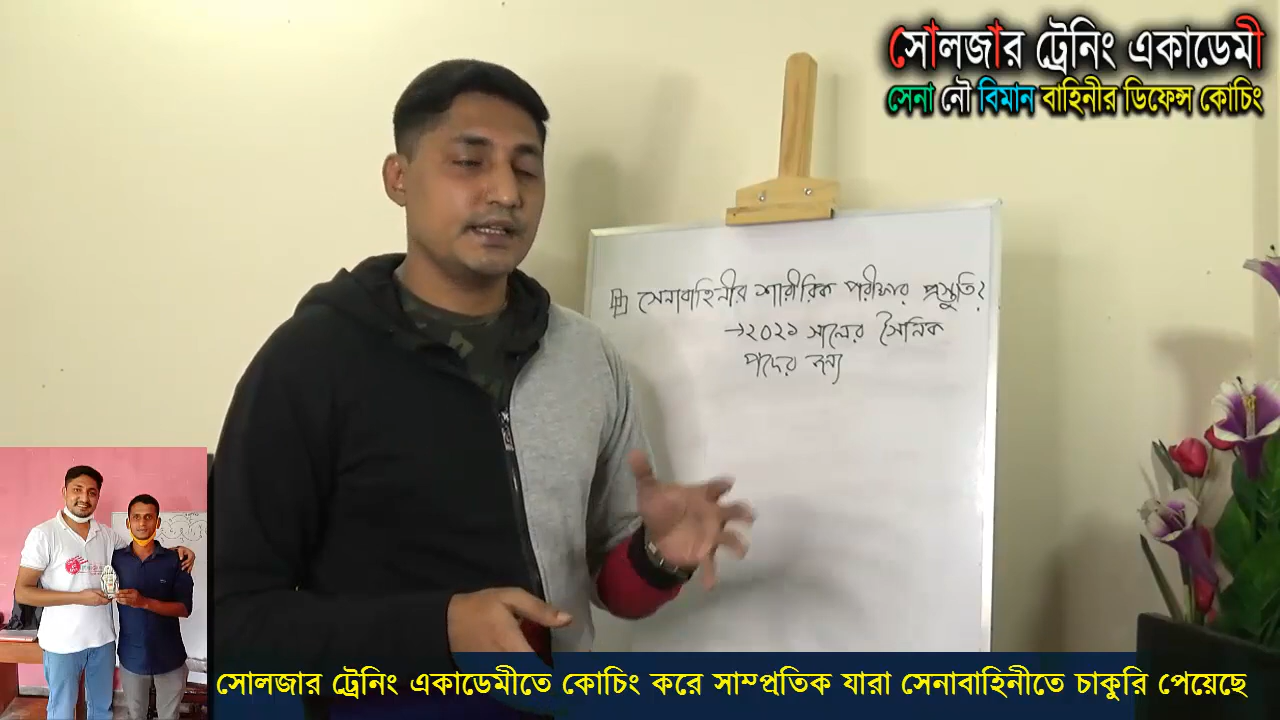 সোলজার ট্রেনিং একাডেমী
সেনা নৌ বিমান বাহিনীর ডিফেন্স কোচিং
সেনাবাহিনীর শারীরিক পরীক্ষার প্রস্তুতি?
→২০২১ সালের সৈনিক
পদের জন্য
সোলজার ট্রেনিং একাডেমীতে কোচিং করে সাম্প্রতিক যারা সেনাবাহিনীতে চাকুরি পেয়েছে